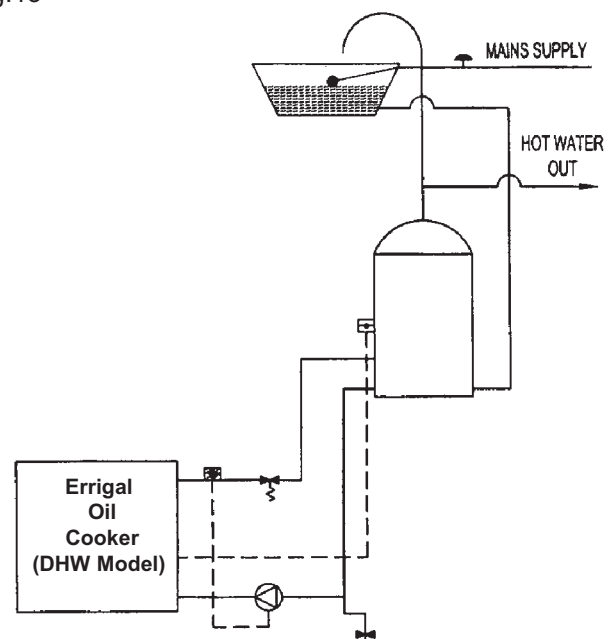 MAINS SUPPLY
HOT WATER
OUT
Errigal
Oil
Cooker
(DHW Model)